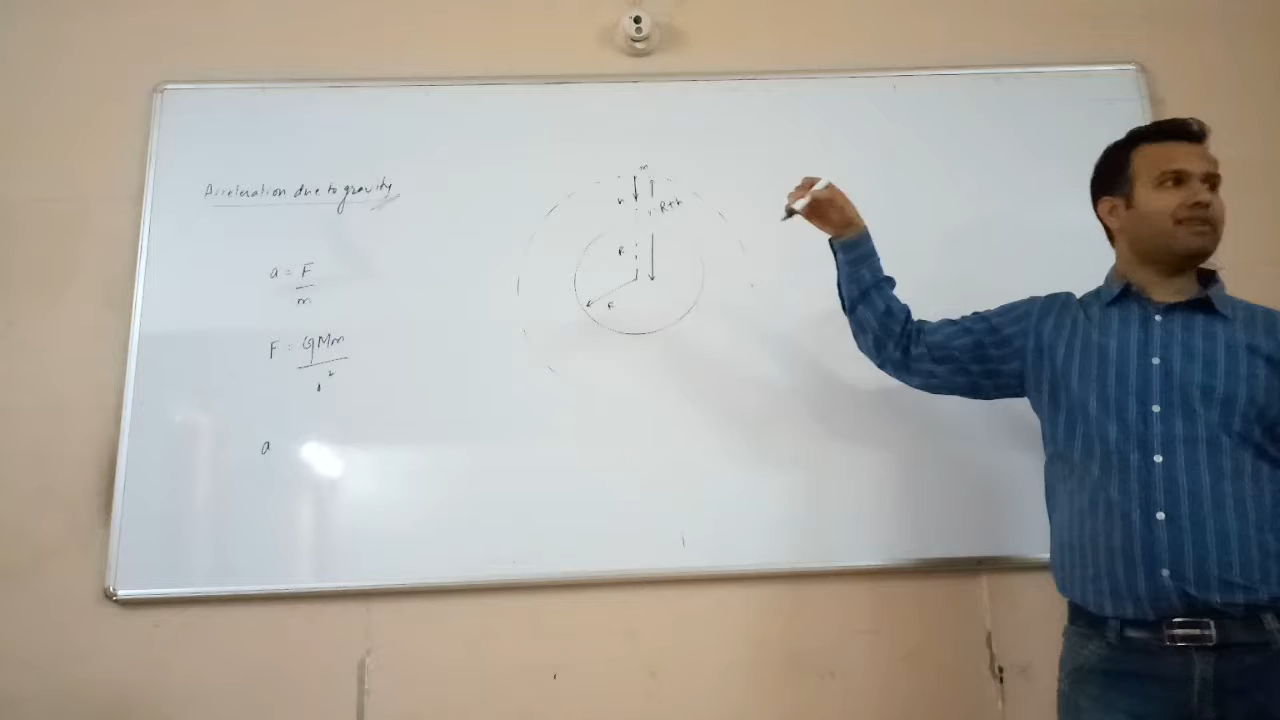 Acceleration due to gravity
a = F
m
F = GMm
r²
a
m
h
R+h
R
R